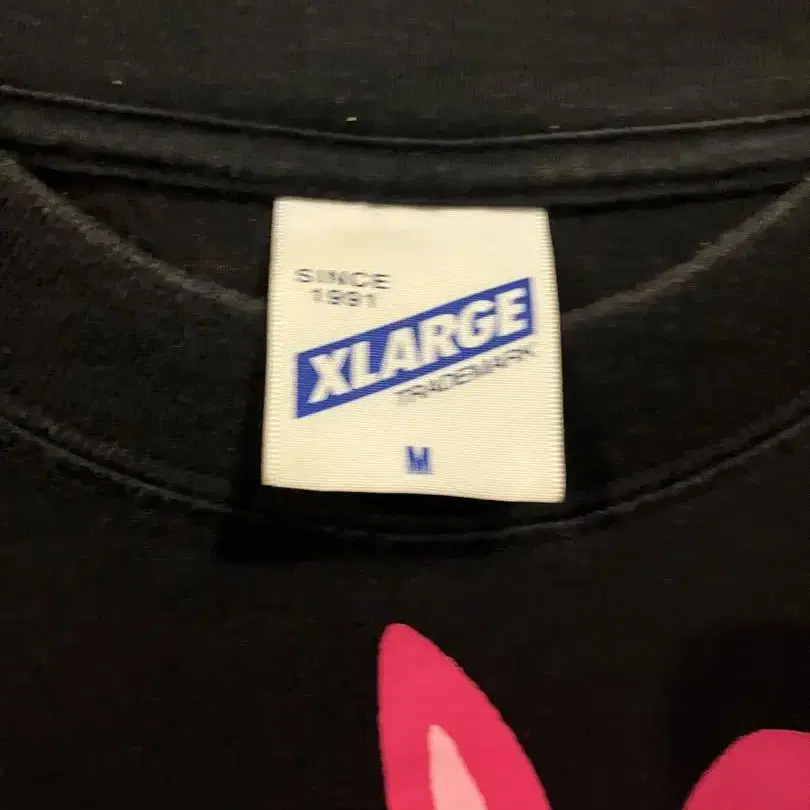 SINCE
1991
XLARGE
TRADEMARK
M